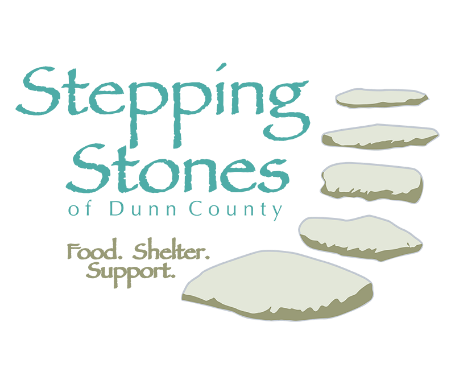 Stepping
Stones
of Dunn County
Food. Shelter.
Support.